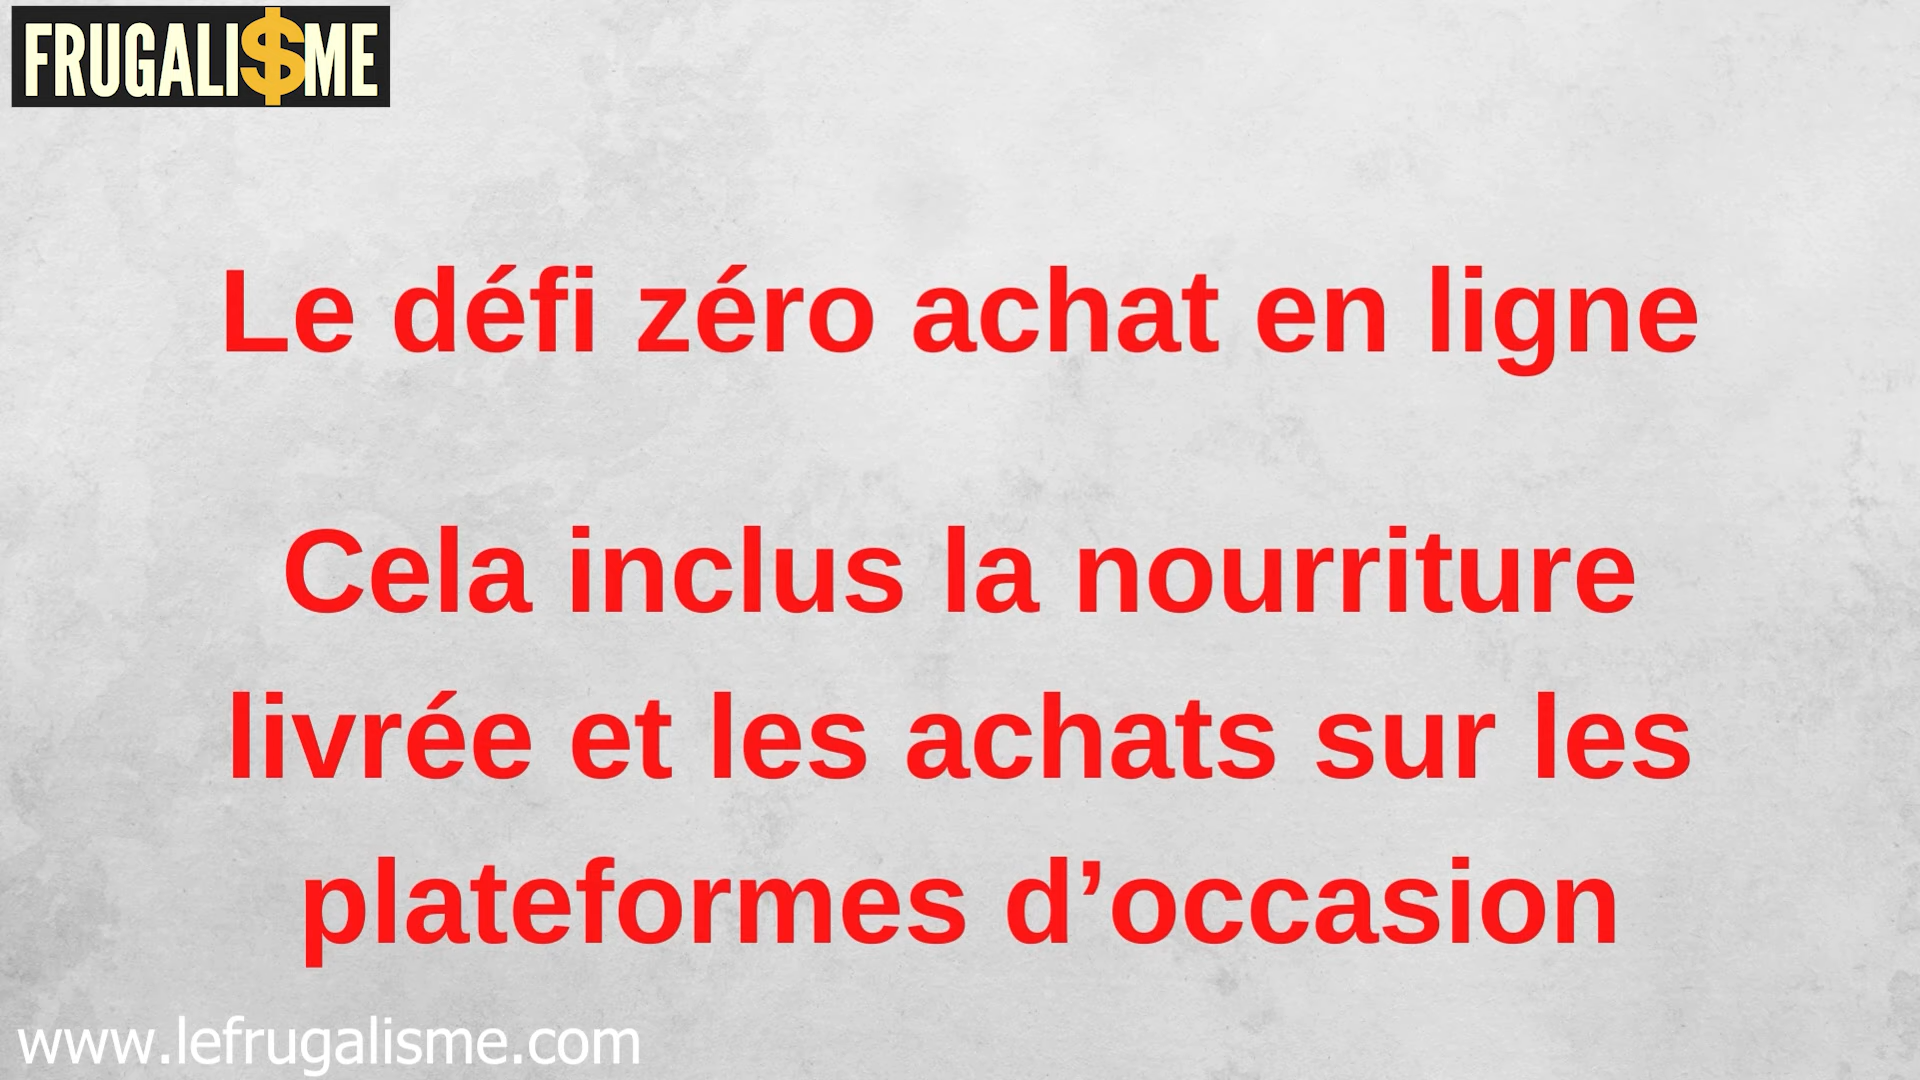 FRUGALI$ME
Le défi zéro achat en ligne
Cela inclus la nourriture
livrée et les achats sur les
plateformes d’occasion
www.lefrugalisme.com